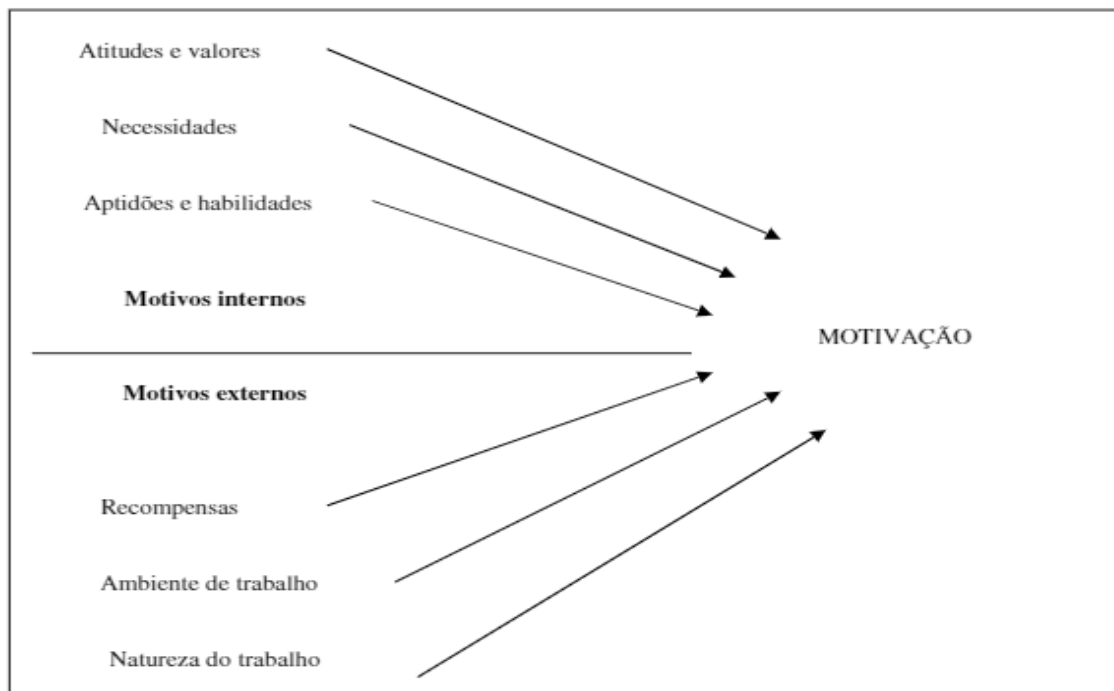 Atitudes e valores
Necessidades
Aptidões e habilidades
Motivos internos
MOTIVAÇÃO
Motivos externos
Recompensas
Ambiente de trabalho
Natureza do trabalho